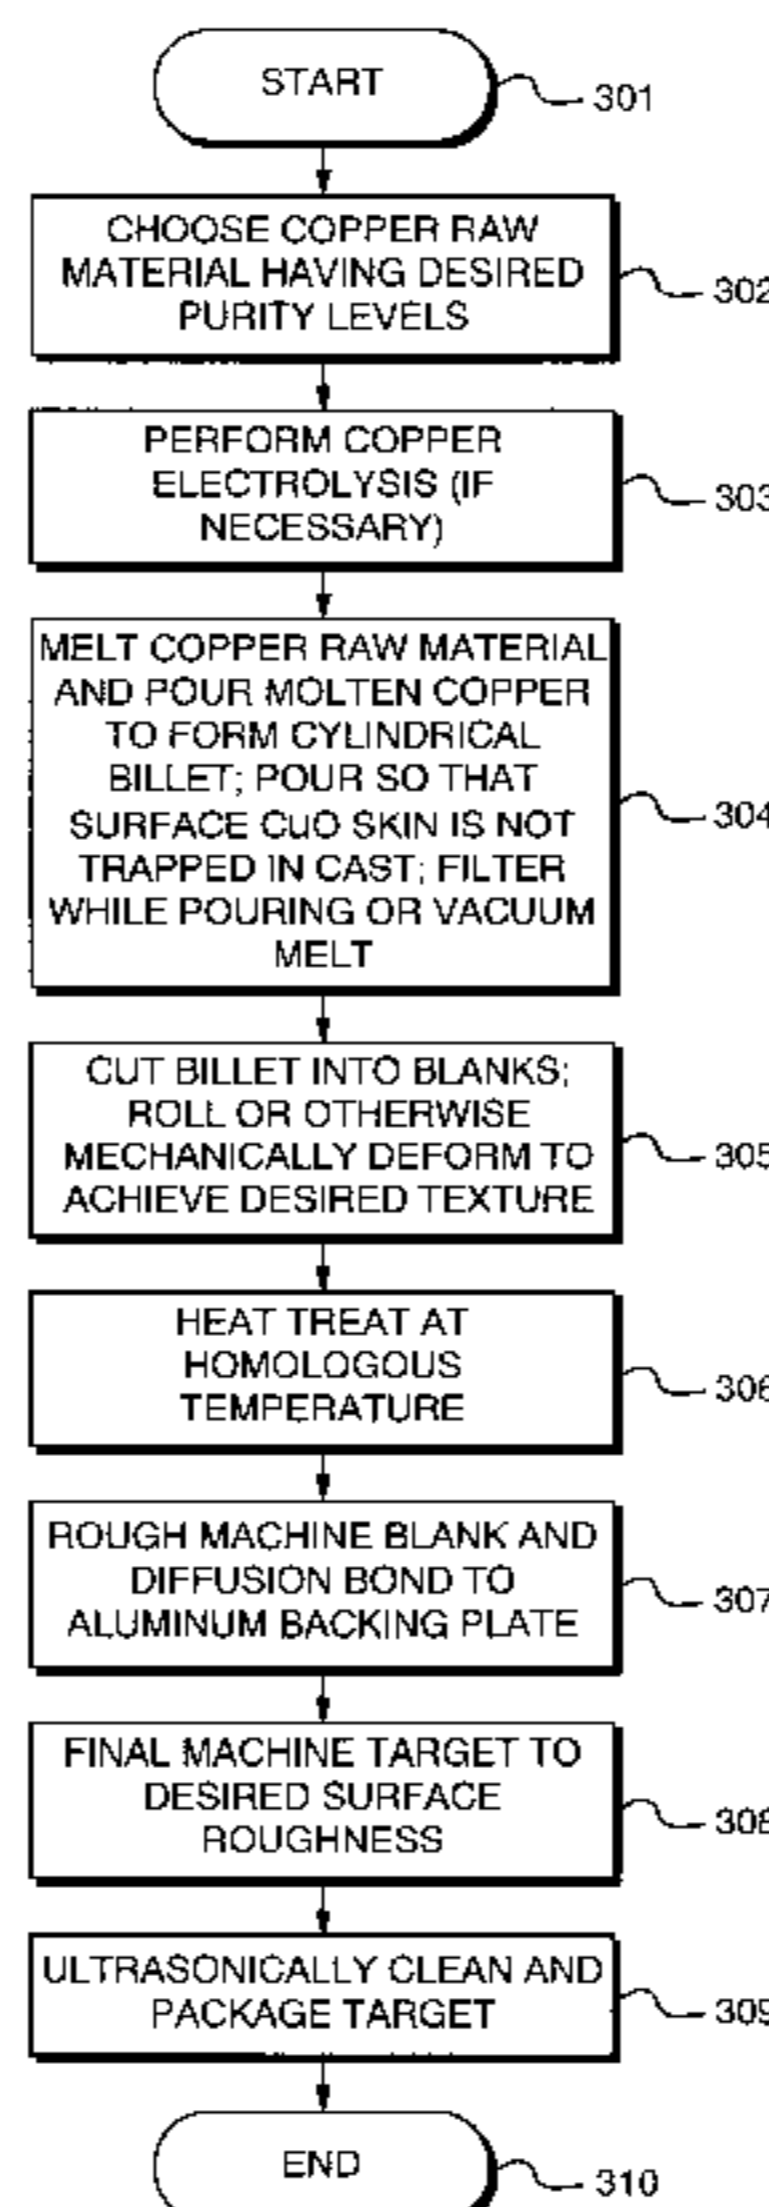 START
301
CHOOSE COPPER RAW
MATERIAL HAVING DESIRED
PURITY LEVELS
302
PERFORM COPPER
ELECTROLYSIS (IF
NECESSARY)
303
MELT COPPER RAW MATERIAL
AND POUR MOLTEN COPPER
TO FORM CYLINDRICAL
BILLET; POUR SO THAT
SURFACE CuO SKIN IS NOT
TRAPPED IN CAST; FILTER
WHILE POURING OR VACUUM
MELT
304
CUT BILLET INTO BLANKS;
ROLL OR OTHERWISE
MECHANICALLY DEFORM TO
ACHIEVE DESIRED TEXTURE
305
HEAT TREAT AT
HOMOLOGOUS
TEMPERATURE
306
ROUGH MACHINE BLANK AND
DIFFUSION BOND TO
ALUMINUM BACKING PLATE
307
FINAL MACHINE TARGET TO
DESIRED SURFACE
ROUGHNESS
308
ULTRASONICALLY CLEAN AND
PACKAGE TARGET
309
END
310